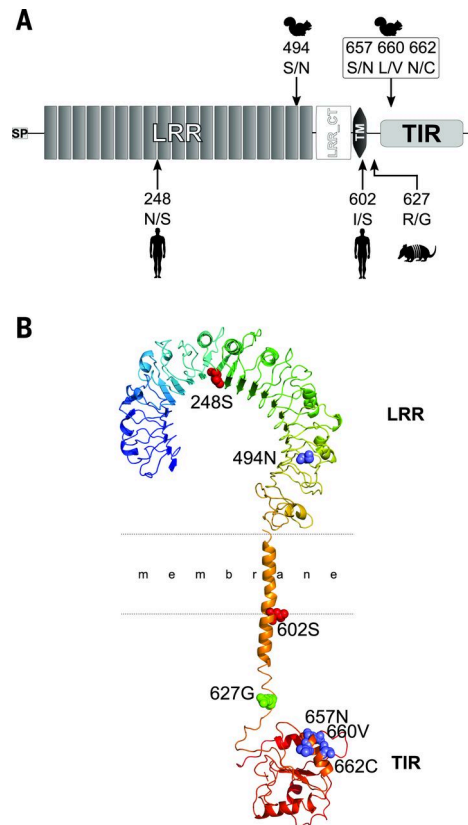 A
494
S/N
657 660 662
S/N L/V N/C
SP
LRR
LRR_CT
TM
TIR
248
N/S
602
I/S
627
R/G
B
248S
LRR
494N
membrane
602S
627G
657N
660V
662C
TIR